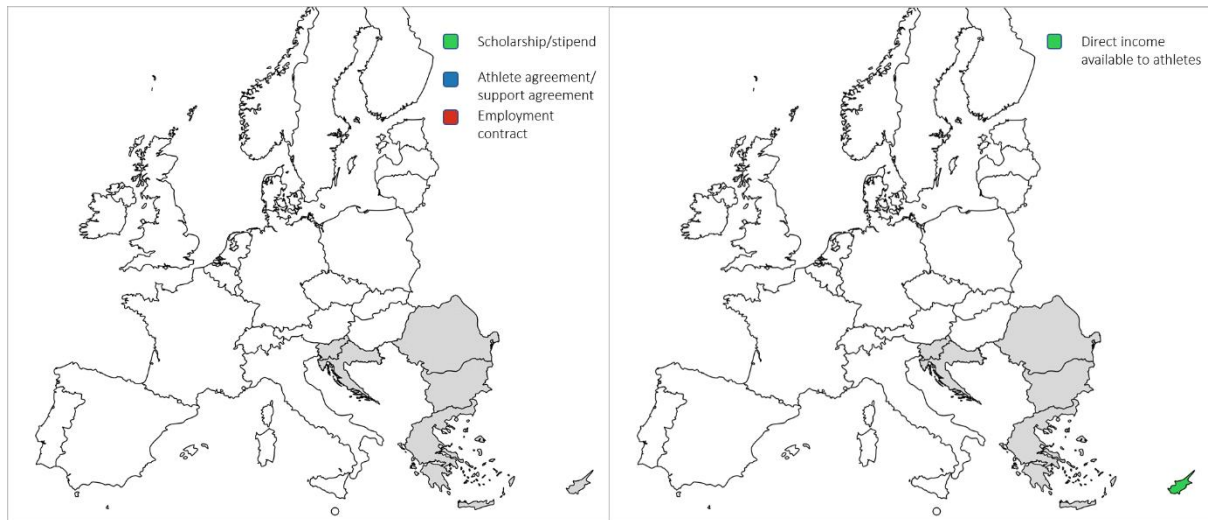 Scholarship/stipend
Athlete agreement/
support agreement
Employment
contract
Direct income
available to athletes